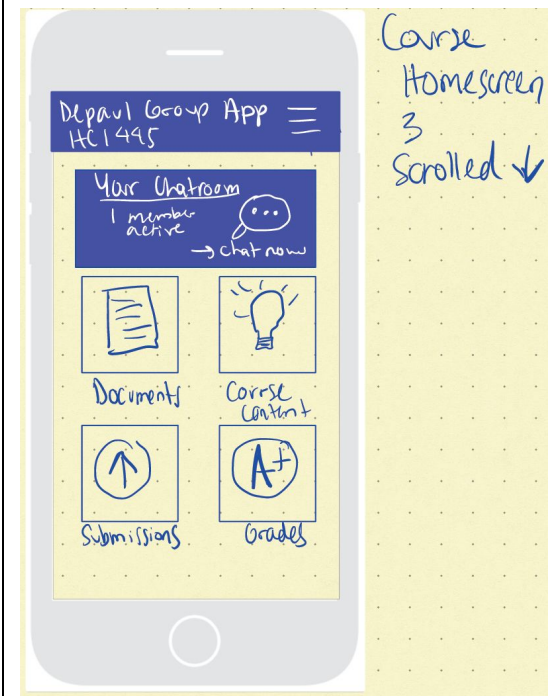 Course
Homescreen
3
Scrolled ↓
Depaul Group App
HCI 445
Your Chatroom
1 member
active
→ chat now
Documents
Course
Content
Submissions
A+
Grades